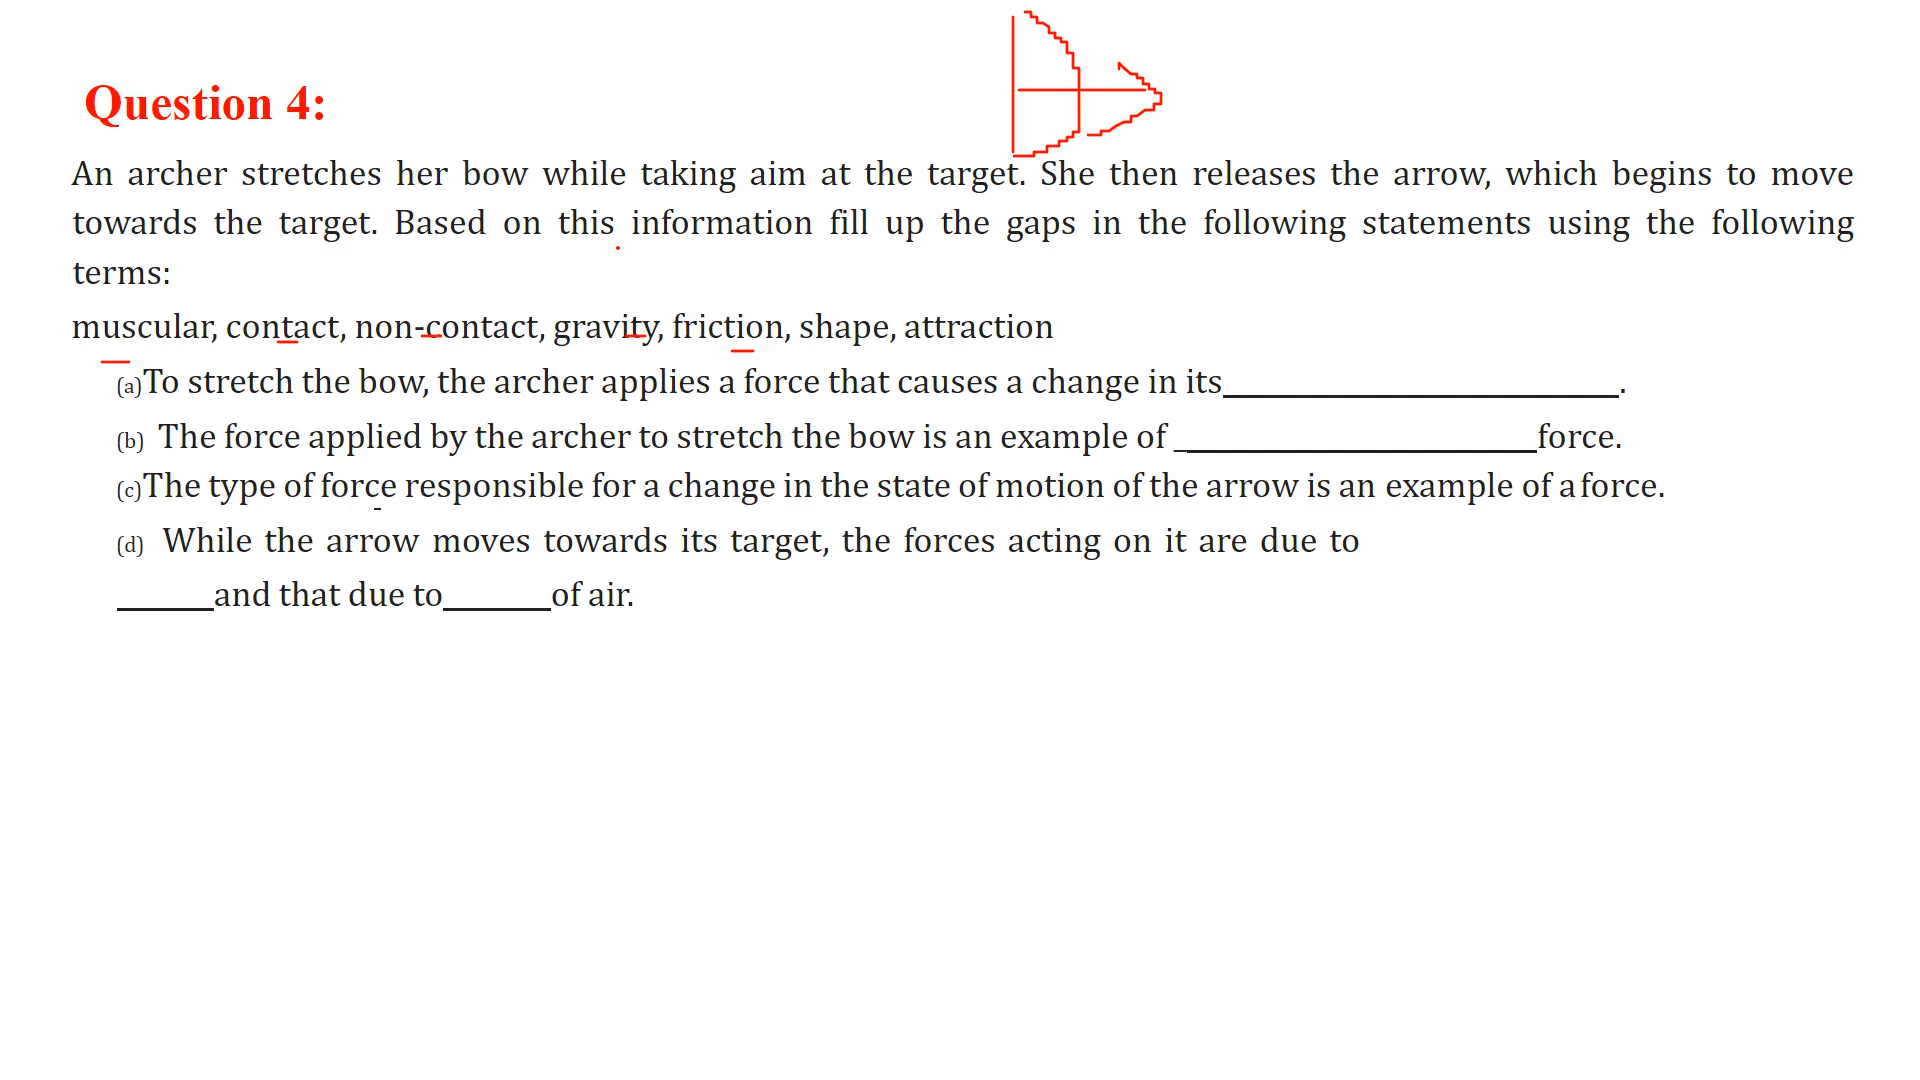 Question 4:
An archer stretches her bow while taking aim at the target. She then releases the arrow, which begins to move
towards the target. Based on this information fill up the gaps in the following statements using the following
terms:
muscular, contact, non-contact, gravity, friction, shape, attraction
(a)To stretch the bow, the archer applies a force that causes a change in its_______________________.
(b) The force applied by the archer to stretch the bow is an example of _____________________force.
(c)The type of force responsible for a change in the state of motion of the arrow is an example of a force.
(d) While the arrow moves towards its target, the forces acting on it are due to
______and that due to______of air.